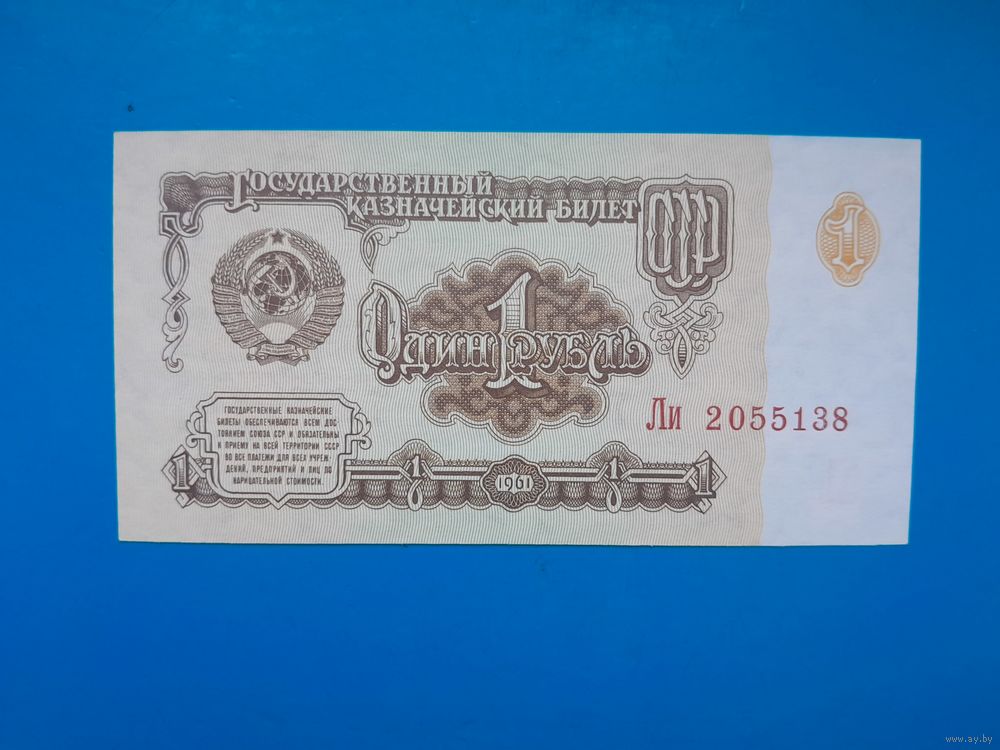 Государственный
казначейский билет
СССР
1
Один 1 рубль
Ли 2055138
ГОСУДАРСТВЕННЫЕ КАЗНАЧЕЙСКИЕ
БИЛЕТЫ ОБЕСПЕЧИВАЮТСЯ ВСЕМ ДОС-
ТОЯНИЕМ СОЮЗА ССР И ОБЯЗАТЕЛЬНЫ
К ПРИЕМУ НА ВСЕЙ ТЕРРИТОРИИ СССР
ВО ВСЕ ПЛАТЕЖИ ДЛЯ ВСЕХ УЧРЕЖ-
ДЕНИЙ, ПРЕДПРИЯТИЙ И ЛИЦ ПО
НАРИЦАТЕЛЬНОЙ СТОИМОСТИ.
1 1 1961 1 1
www.ay.by